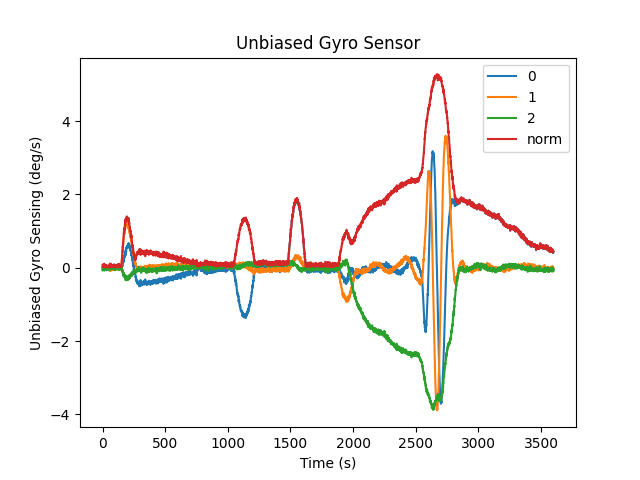 Unbiased Gyro Sensor
Unbiased Gyro Sensing (deg/s)
4
2
0
−2
−4
0
1
2
norm
0 500 1000 1500 2000 2500 3000 3500
Time (s)